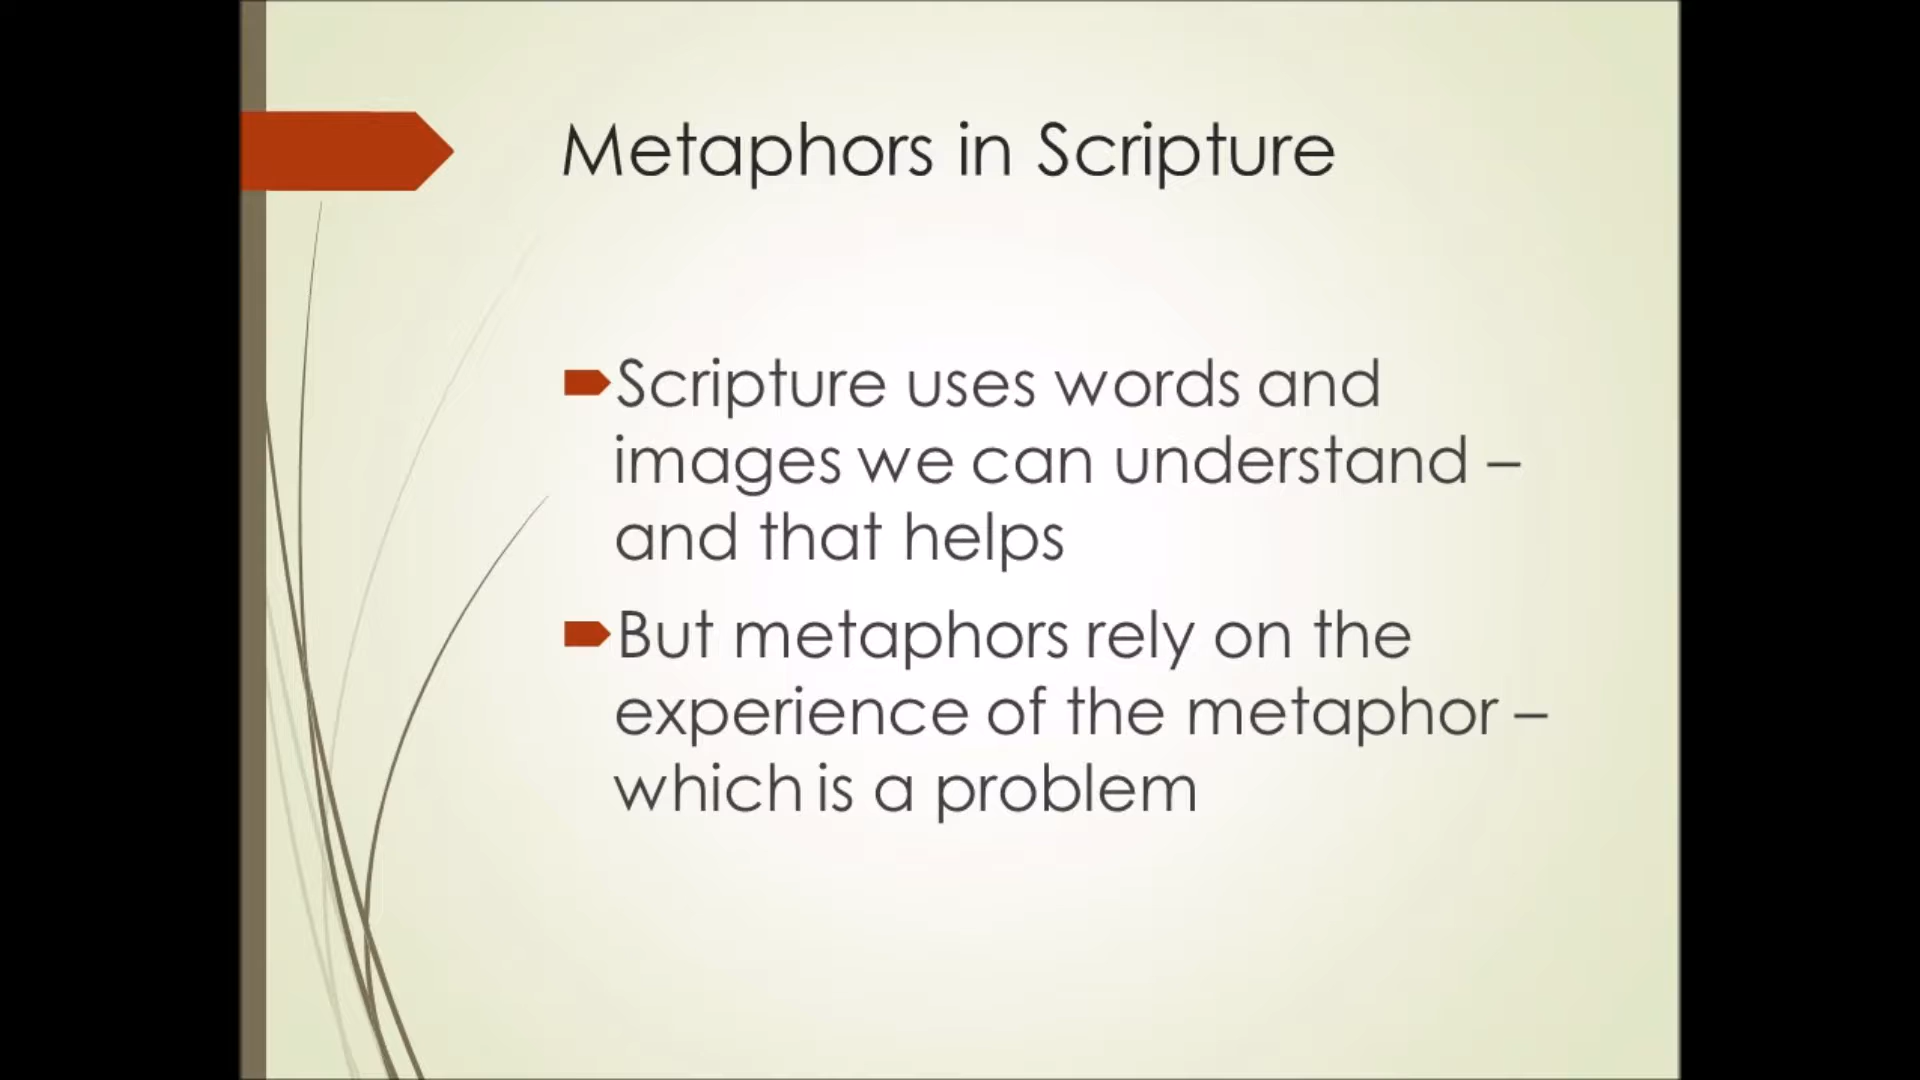 Metaphors in Scripture
Scripture uses words and
images we can understand –
and that helps
But metaphors rely on the
experience of the metaphor –
which is a problem